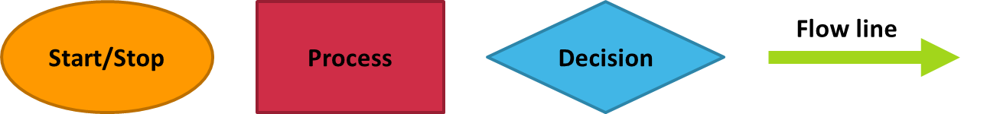 Start/Stop
Process
Decision
Flow line